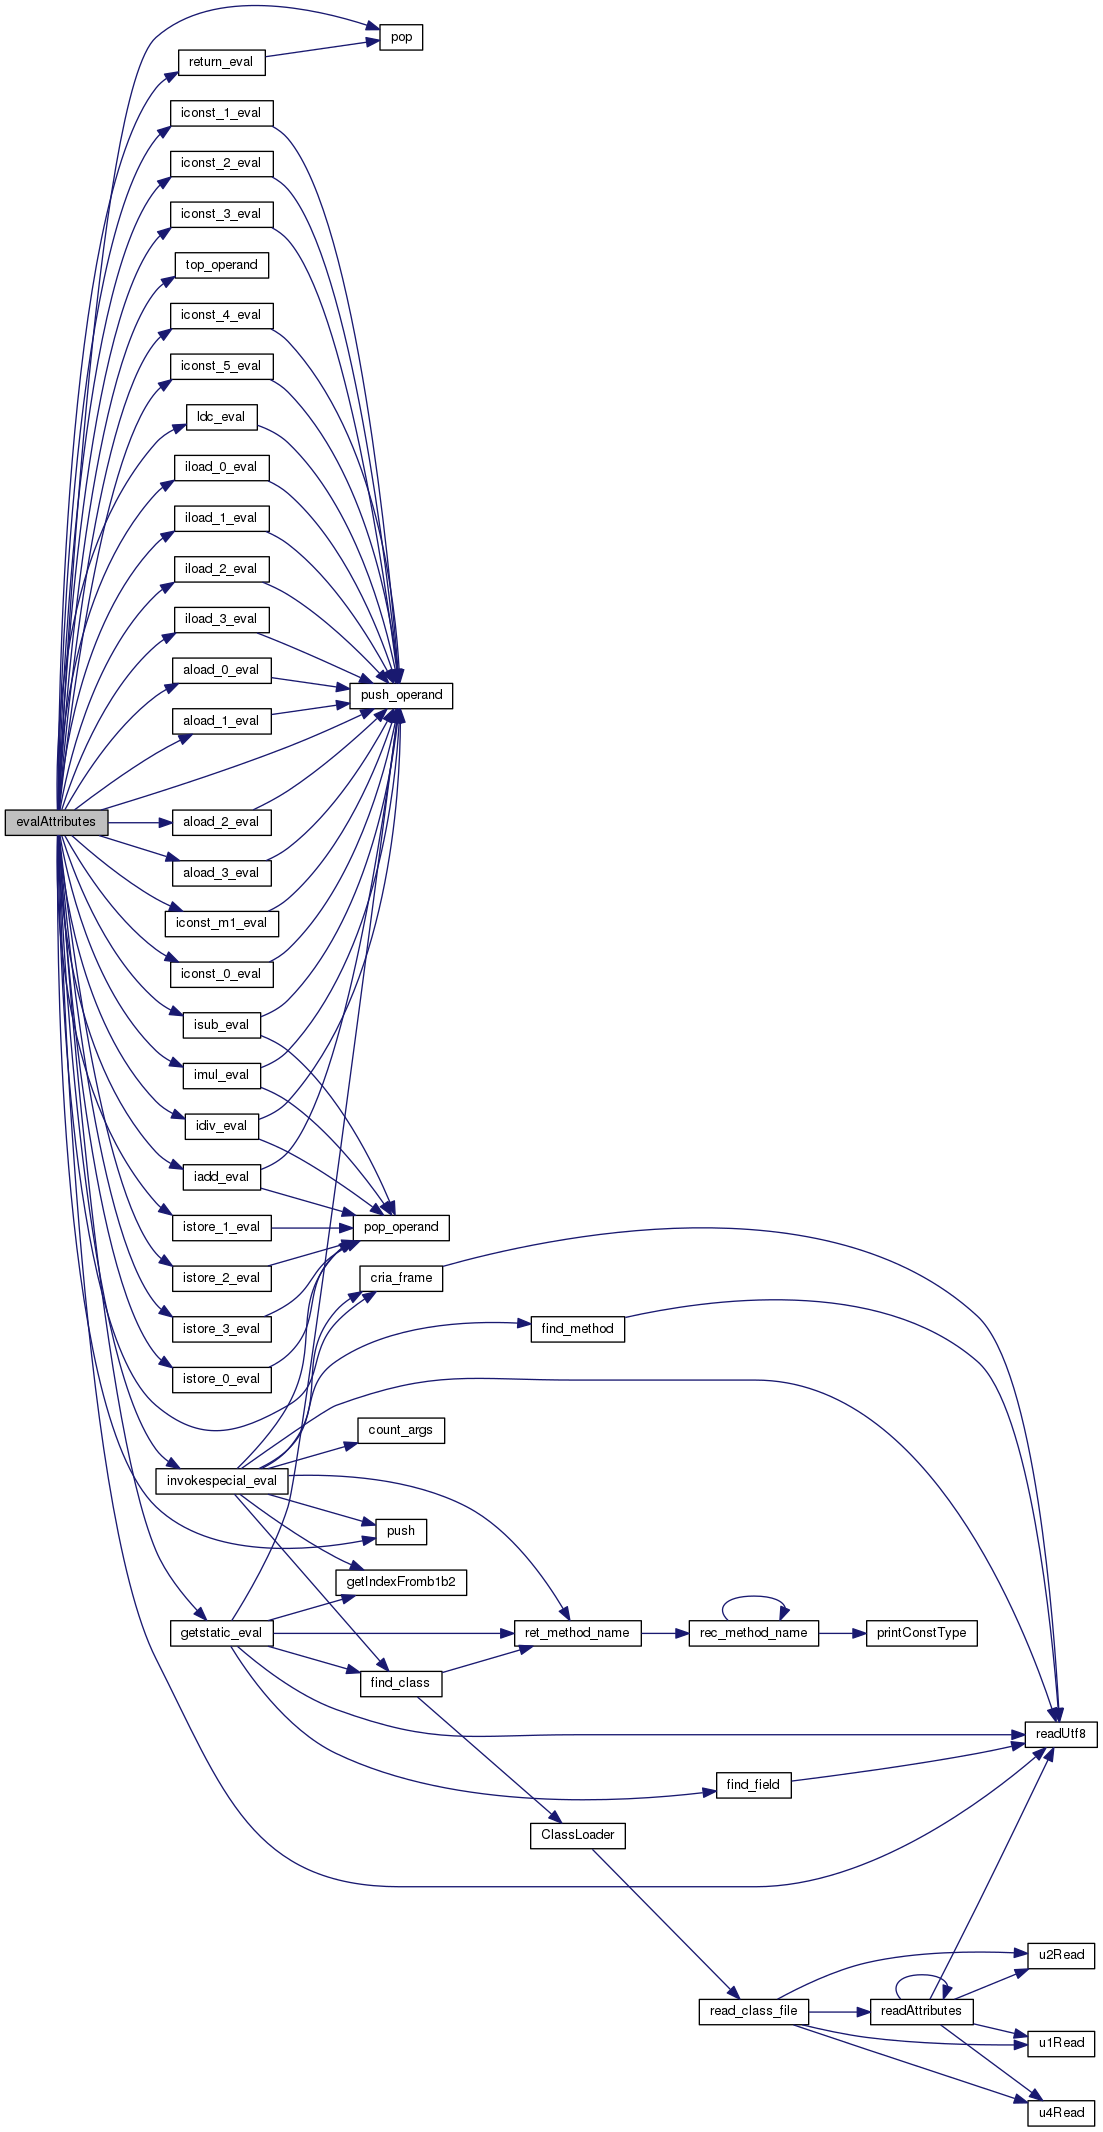 pop
return_eval
iconst_1_eval
iconst_2_eval
iconst_3_eval
top_operand
iconst_4_eval
iconst_5_eval
ldc_eval
iload_0_eval
iload_1_eval
iload_2_eval
iload_3_eval
aload_0_eval
push_operand
aload_1_eval
evalAttributes
aload_2_eval
aload_3_eval
iconst_m1_eval
iconst_0_eval
isub_eval
imul_eval
idiv_eval
iadd_eval
istore_1_eval
pop_operand
istore_2_eval
cria_frame
istore_3_eval
find_method
istore_0_eval
count_args
invokespecial_eval
push
getIndexFromb1b2
getstatic_eval
ret_method_name
rec_method_name
printConstType
find_class
readUtf8
find_field
ClassLoader
u2Read
read_class_file
readAttributes
u1Read
u4Read